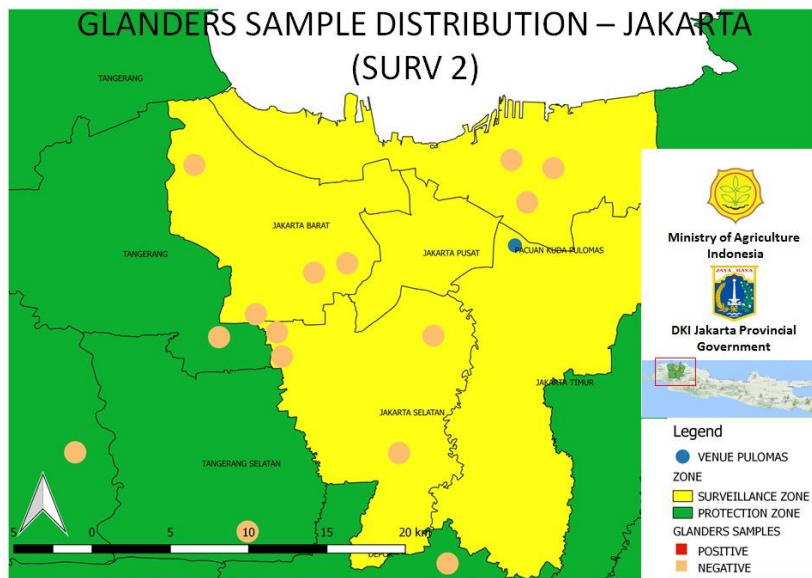 GLANDERS SAMPLE DISTRIBUTION – JAKARTA
(SURV 2)
TANGERANG
JAKARTA BARAT
JAKARTA PUSAT
PACUAN KUDA PULOMAS
TANGERANG
JAKARTA TIMUR
JAKARTA SELATAN
TANGERANG SELATAN
DEPOK
5 0 5 10 20 km
JAYA RAYA
Ministry of Agriculture
Indonesia
DKI Jakarta Provincial
Government
Legend
VENUE PULOMAS
ZONE
SURVEILLANCE ZONE
PROTECTION ZONE
GLANDERS SAMPLES
POSITIVE
NEGATIVE